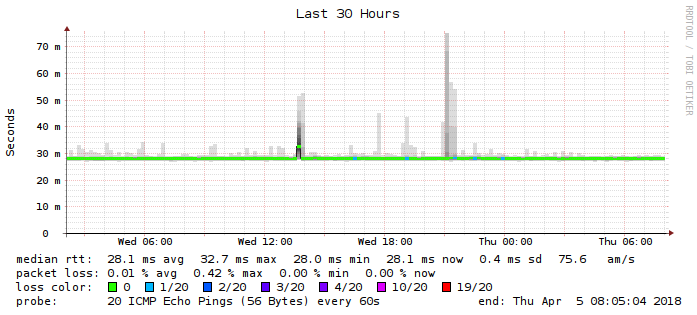 Last 30 Hours
RRDTOOL / TOBI OETIKER
Seconds
70 m
60 m
50 m
40 m
30 m
20 m
10 m
0
Wed 06:00 Wed 12:00 Wed 18:00 Thu 00:00 Thu 06:00
median rtt: 28.1 ms avg 32.7 ms max 28.0 ms min 28.1 ms now 0.4 ms sd 75.6 am/s
packet loss: 0.01 % avg 0.42 % max 0.00 % min 0.00 % now
loss color: 0 1/20 2/20 3/20 4/20 10/20 19/20
probe: 20 ICMP Echo Pings (56 Bytes) every 60s end: Thu Apr 5 08:05:04 2018